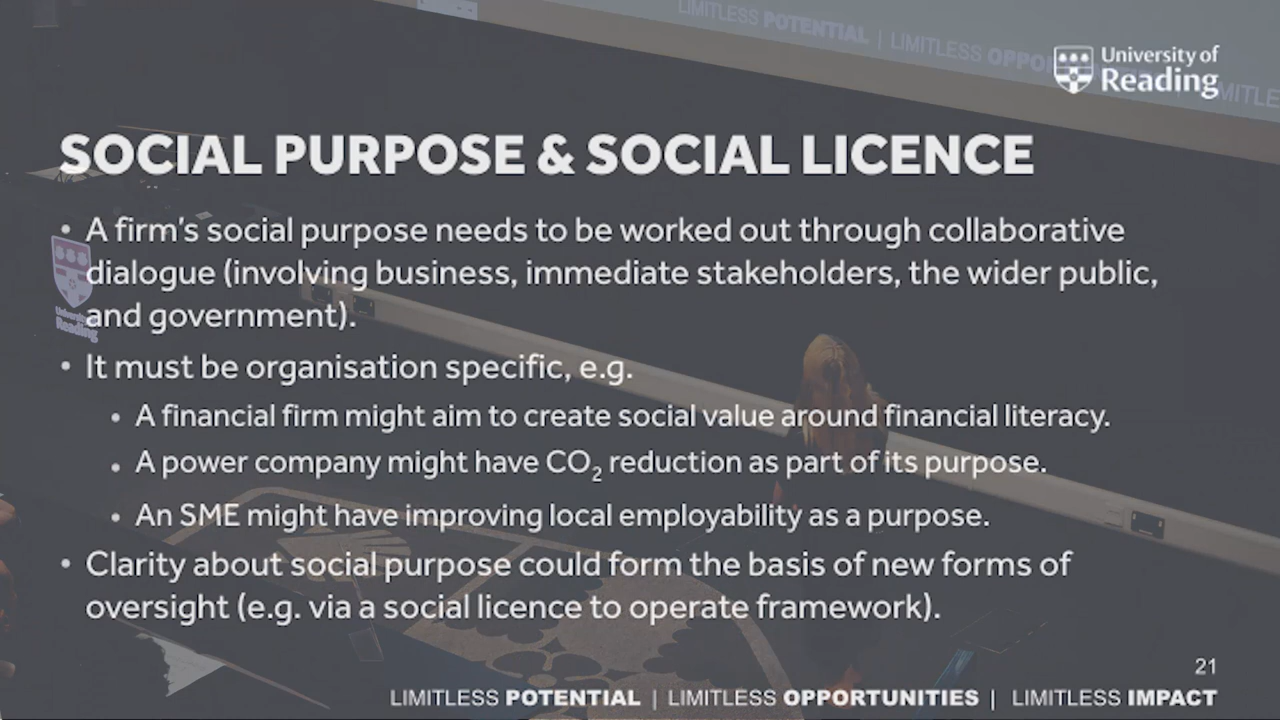 LIMITLESS POTENTIAL | LIMITLESS OPPO
University of
Reading
SOCIAL PURPOSE & SOCIAL LICENCE
• A firm's social purpose needs to be worked out through collaborative
dialogue (involving business, immediate stakeholders, the wider public,
and government).
• It must be organisation specific, e.g.
• A financial firm might aim to create social value around financial literacy.
• A power company might have CO₂ reduction as part of its purpose.
• An SME might have improving local employability as a purpose.
• Clarity about social purpose could form the basis of new forms of
oversight (e.g. via a social licence to operate framework).
University of
Reading
21
LIMITLESS POTENTIAL | LIMITLESS OPPORTUNITIES | LIMITLESS IMPACT